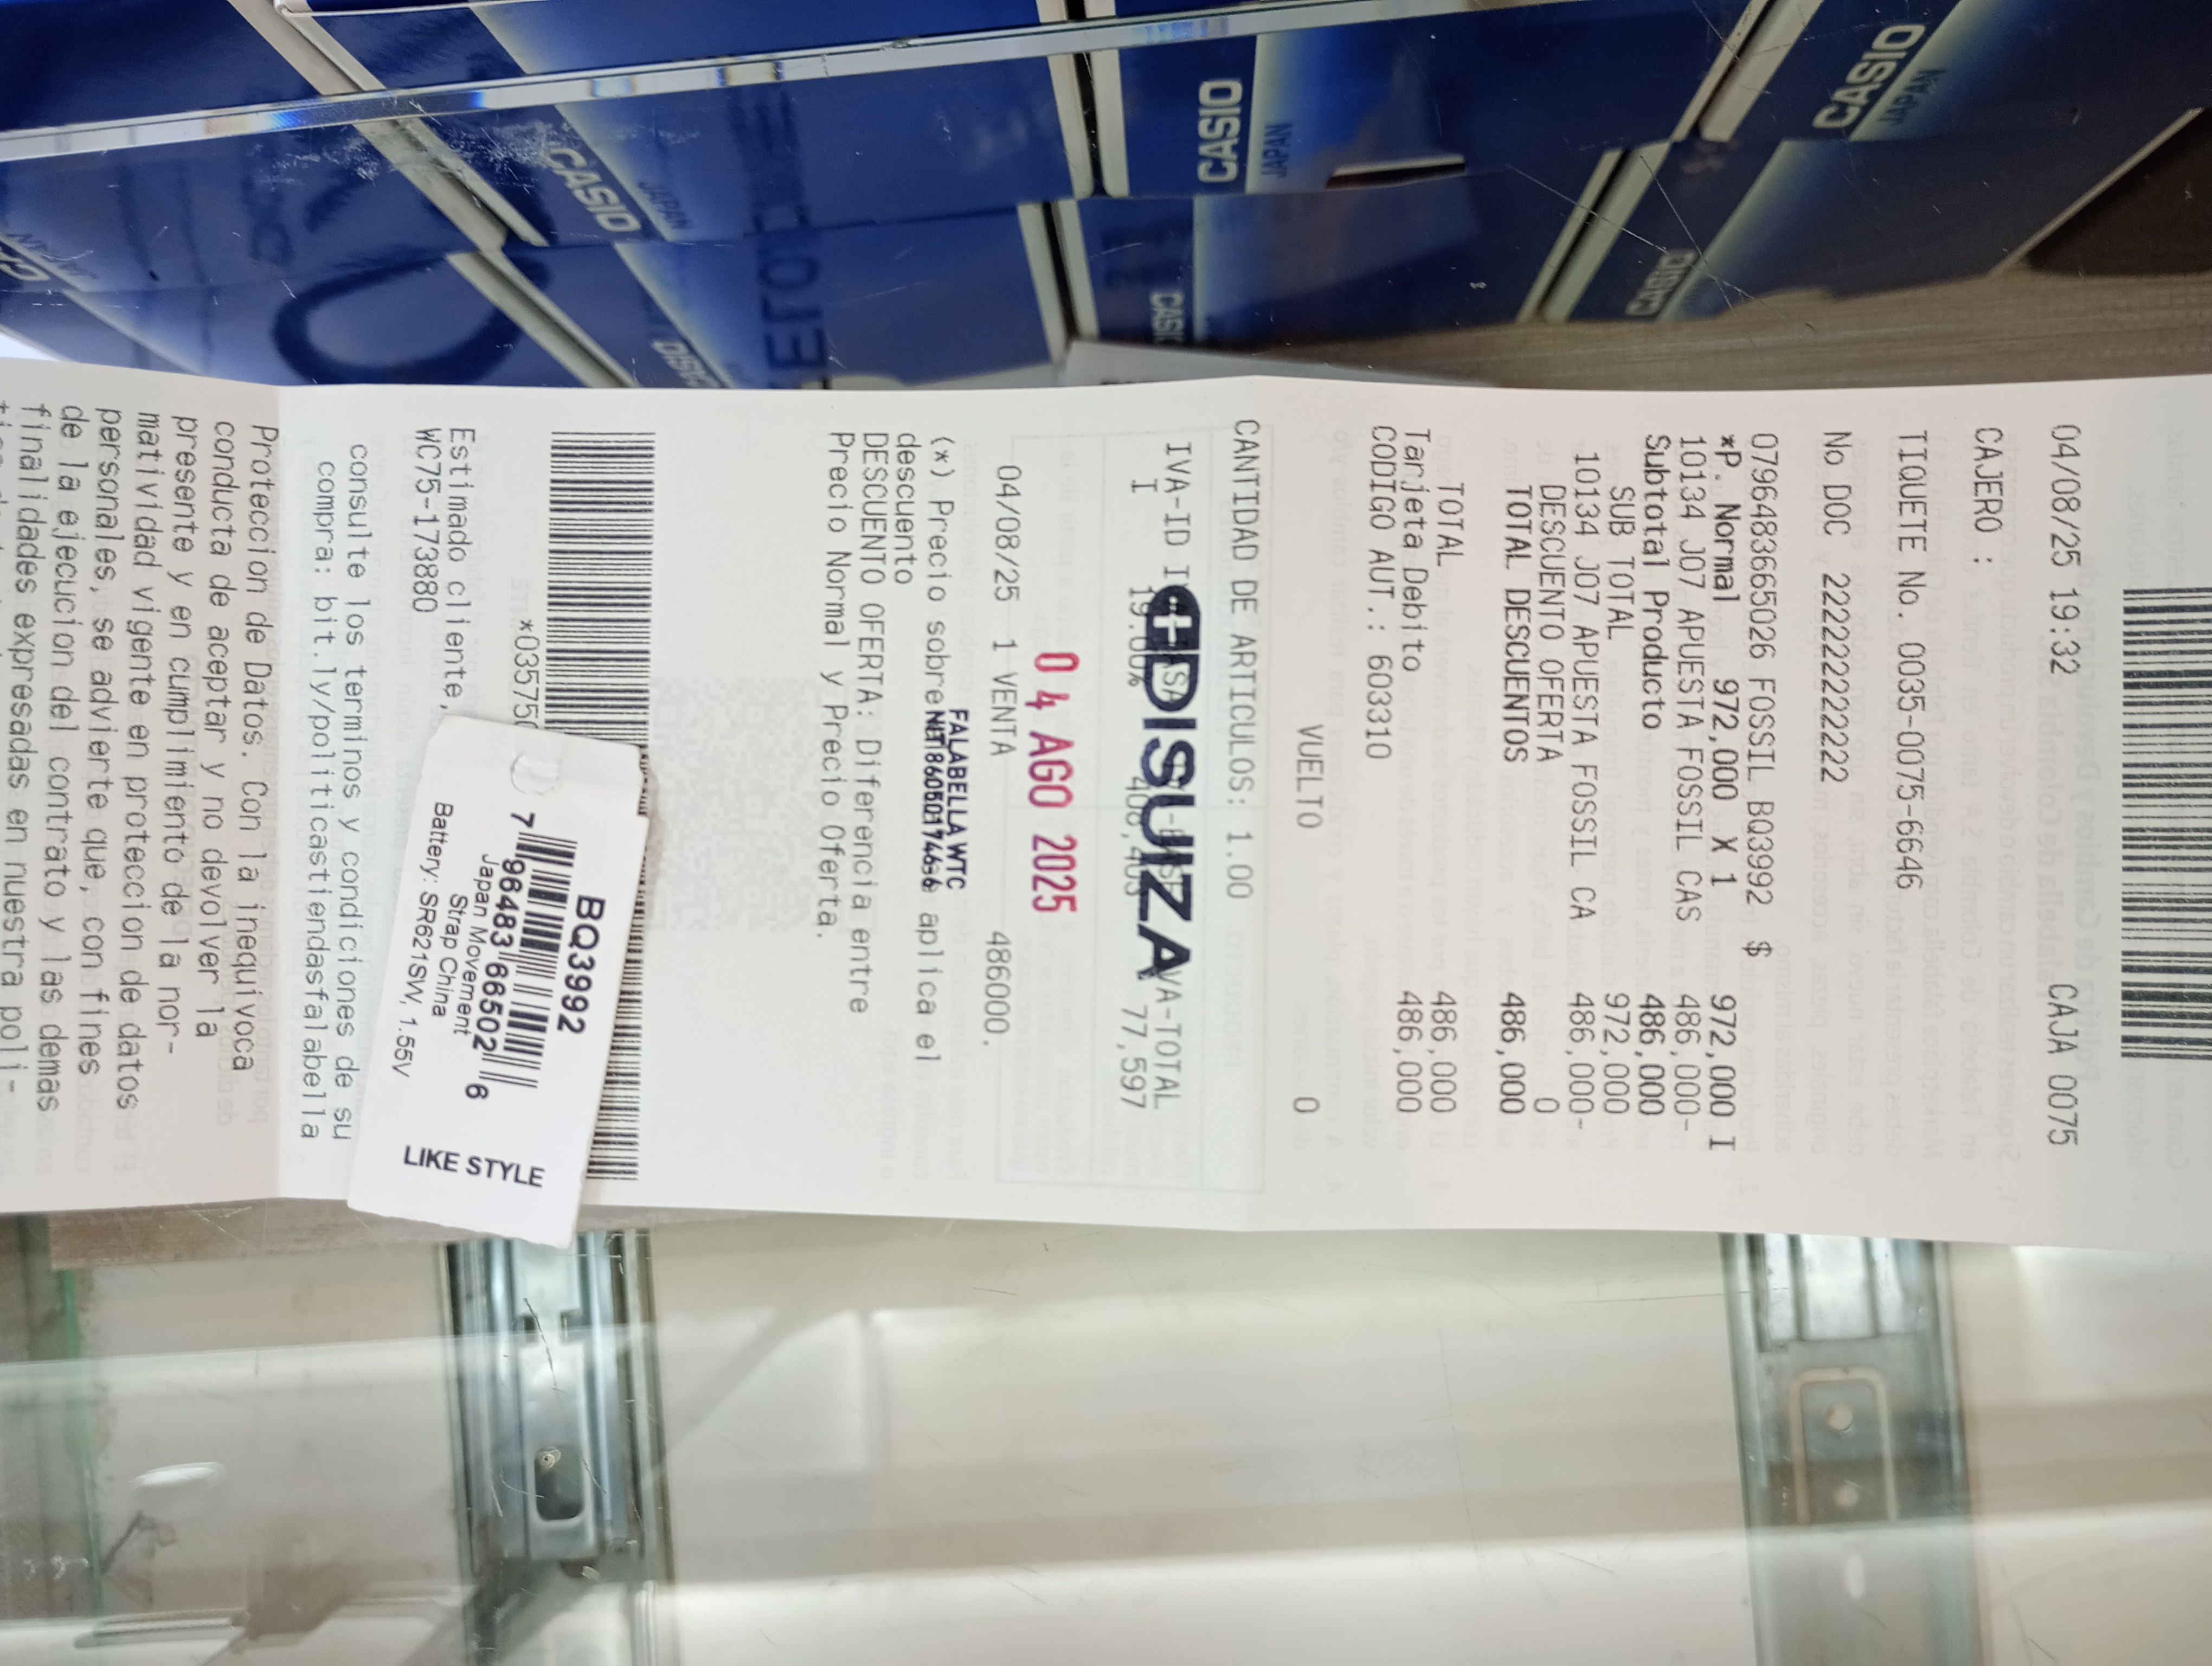 04/08/25 19:32 CAJA 0075
CAJERO :
TIQUETE No. 0035-0075-6646
No DOC 222222222222
0796483665026 FOSSIL BQ3992 $
*P. Normal 972,000 X 1 972,000 I
10134 J07 APUESTA FOSSIL CAS 486,000-
Subtotal Producto 486,000
SUB TOTAL 972,000
10134 J07 APUESTA FOSSIL CA 486,000-
DESCUENTO OFERTA 0
TOTAL DESCUENTOS 486,000
TOTAL 486,000
Tarjeta Debito 486,000
CODIGO AUT.: 603310
VUELTO 0
CANTIDAD DE ARTICULOS: 1.00
IVA-ID IVA-TOTAL
DISUIZA
I 19.00% 408,403 77,597
04 AGO 2025
04/08/25 1 VENTA 486000.
FALABELLA WTC
(*) Precio sobre aplica el
descuento
DESCUENTO OFERTA: Diferencia entre
Precio Normal y Precio Oferta.
*035750
Estimado cliente,
WC75-173880
consulte los terminos y condiciones de su
compra: bit.ly/politicastiendasfalabella
Proteccion de Datos. Con la inequivoca
conducta de aceptar y no devolver la
presente y en cumplimiento de la nor-
matividad vigente en proteccion de datos
personales, se advierte que, con fines
de la ejecucion del contrato y las demas
finalidades expresadas en nuestra poli-
BQ3992
7 96483 66502 6
Japan Movement
Strap China
Battery: SR621SW, 1.55V
LIKE STYLE
CASIO
JAPAN
CASIO
JAPAN
CASIO
JAPAN
CASIO